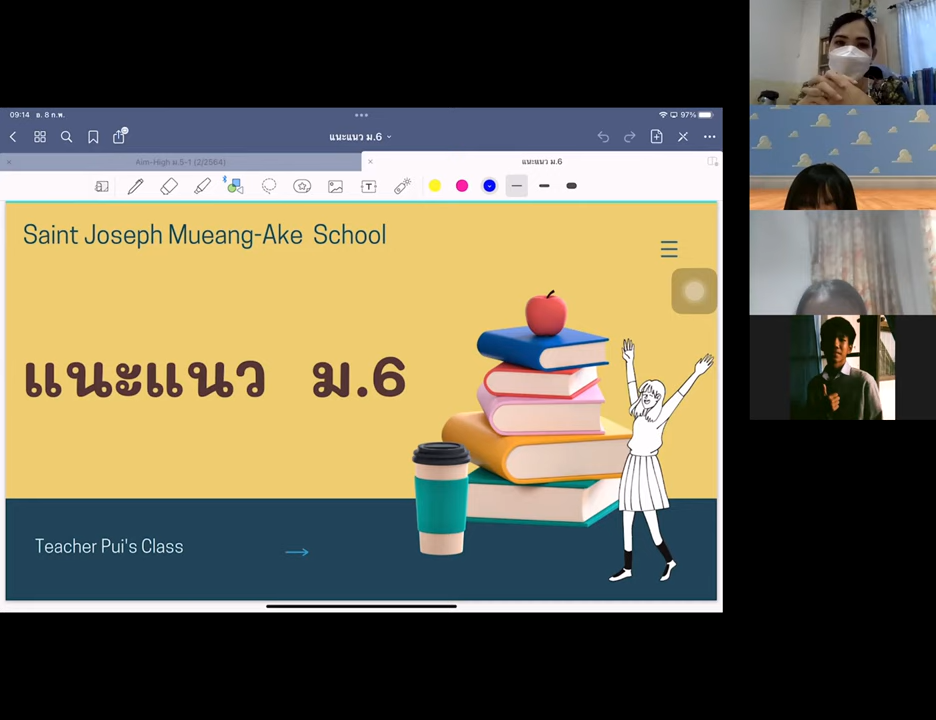 09:14 อ. 8 ก.พ.
97%
แนะแนว ม.6
Aim-High ม.5-1 (2/2564)
แนะแนว ม.6
Saint Joseph Mueang-Ake School
แนะแนว ม.6
Teacher Pui's Class